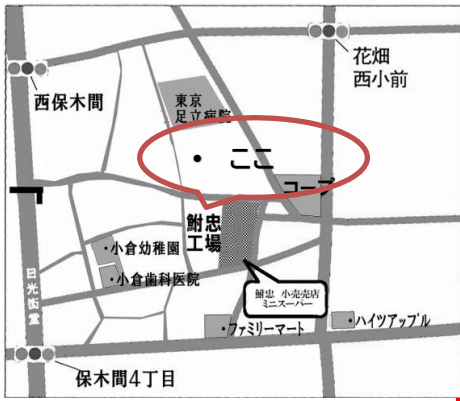 花畑
西小前
西保木間
東京
足立病院
ここ
コープ
鮒忠
工場
・小倉幼稚園
・小倉歯科医院
日光街道
鮒忠 小売売店
ミニスーパー
・ファミリーマート
・ハイツアップル
保木間4丁目